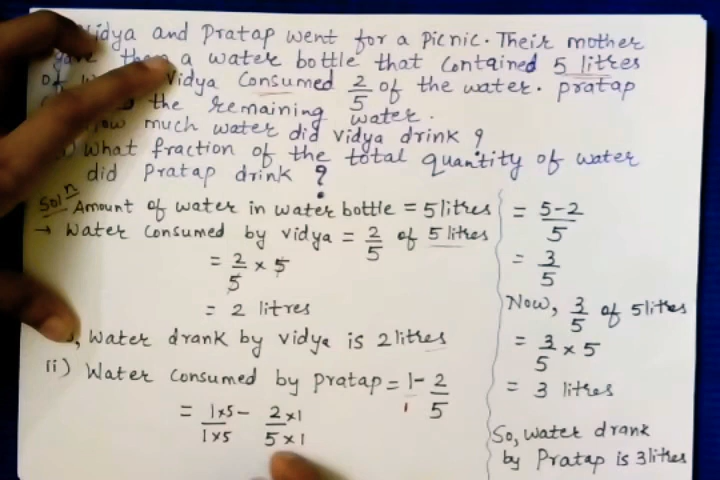 Vidya and Pratap went for a picnic. Their mother
gave them a water bottle that contained 5 litres
of Vidya Consumed 2/5 of the water. pratap
the remaining water.
How much water did vidya drink ?
What fraction of the total quantity of water
did Pratap drink ?
Solⁿ Amount of water in water bottle = 5 litres
→ Water consumed by vidya = 2/5 of 5 litres
= 2/5 × 5
= 2 litres
, Water drank by vidya is 2 litres
(ii) Water consumed by pratap = 1/1 - 2/5
= 1×5/1×5 - 2×1/5×1
= 5-2/5
= 3/5
Now, 3/5 of 5 litres
= 3/5 × 5
= 3 litres
So, water drank
by Pratap is 3 litres